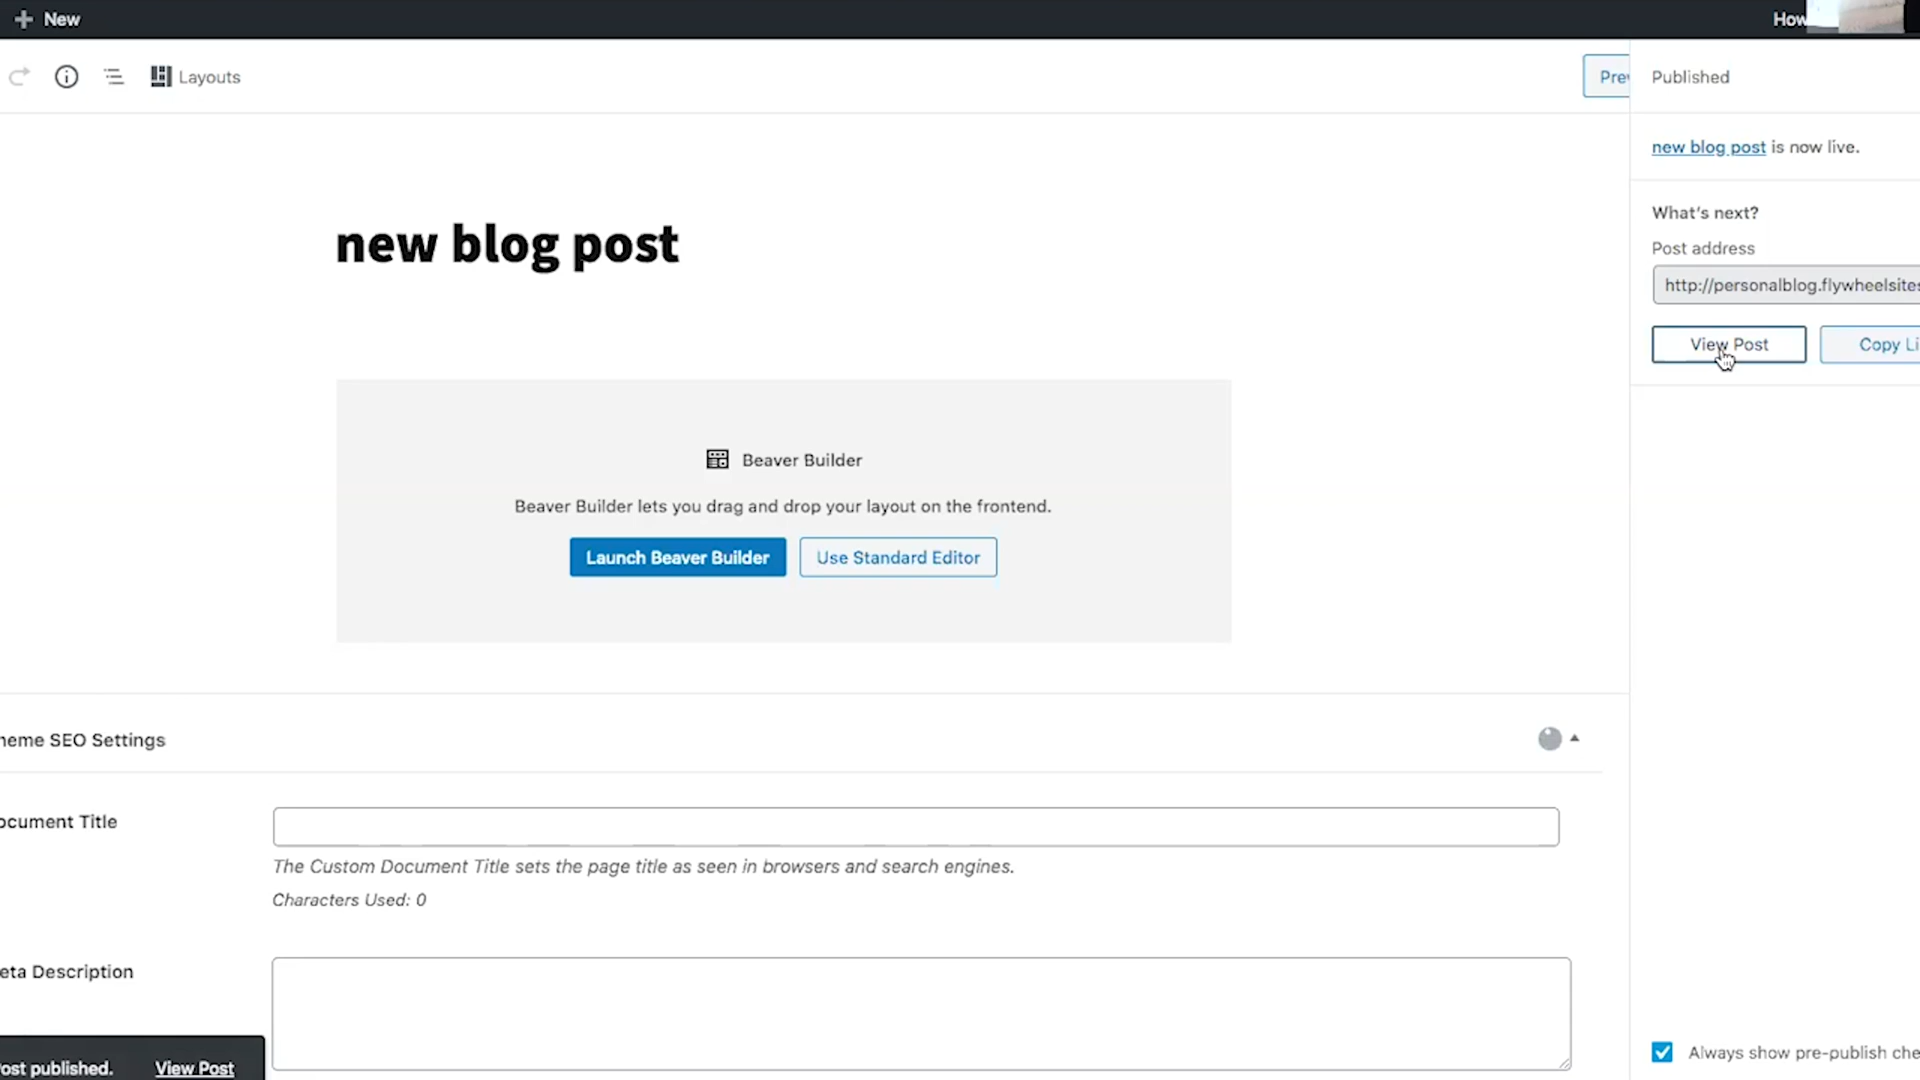 New
How
Layouts
Pre
Published
new blog post is now live.
What's next?
Post address
http://personalblog.flywheelsites
View Post
Copy Li
new blog post
Beaver Builder
Beaver Builder lets you drag and drop your layout on the frontend.
Launch Beaver Builder
Use Standard Editor
heme SEO Settings
ocument Title
The Custom Document Title sets the page title as seen in browsers and search engines.
Characters Used: 0
eta Description
ost published.
View Post
Always show pre-publish che